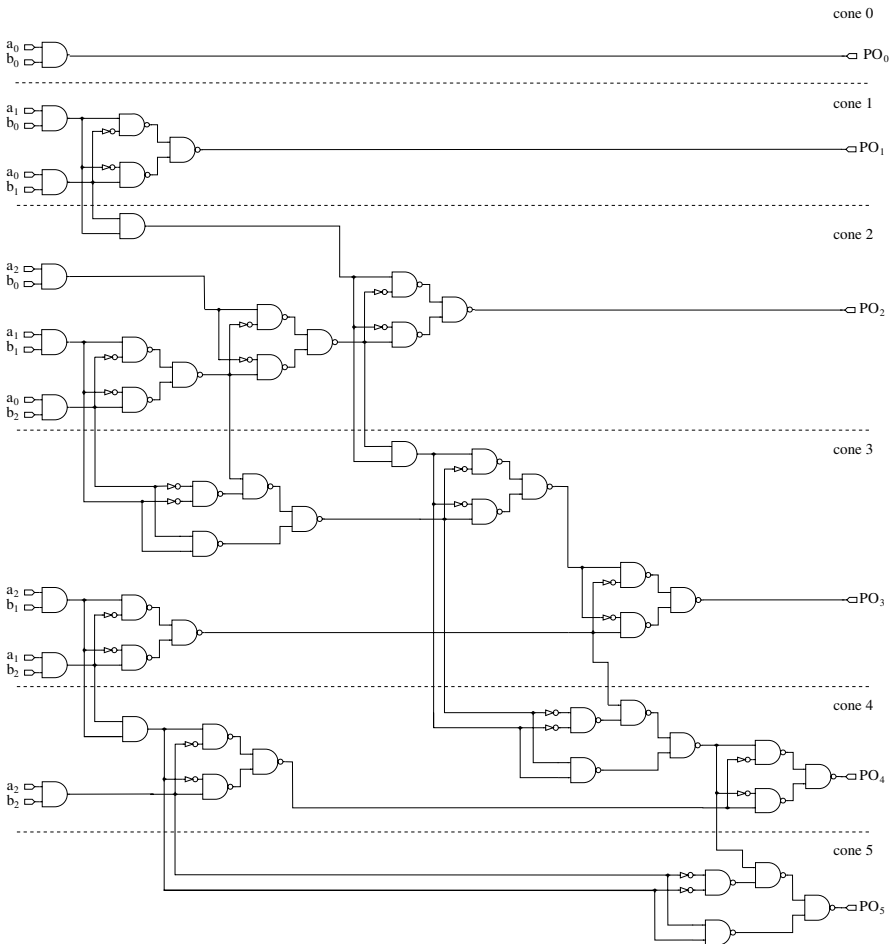 cone 0
a0
b0
PO0
cone 1
a1
b0
PO1
a0
b1
cone 2
a2
b0
PO2
a1
b1
a0
b2
cone 3
a2
b1
PO3
a1
b2
cone 4
a2
b2
PO4
cone 5
PO5